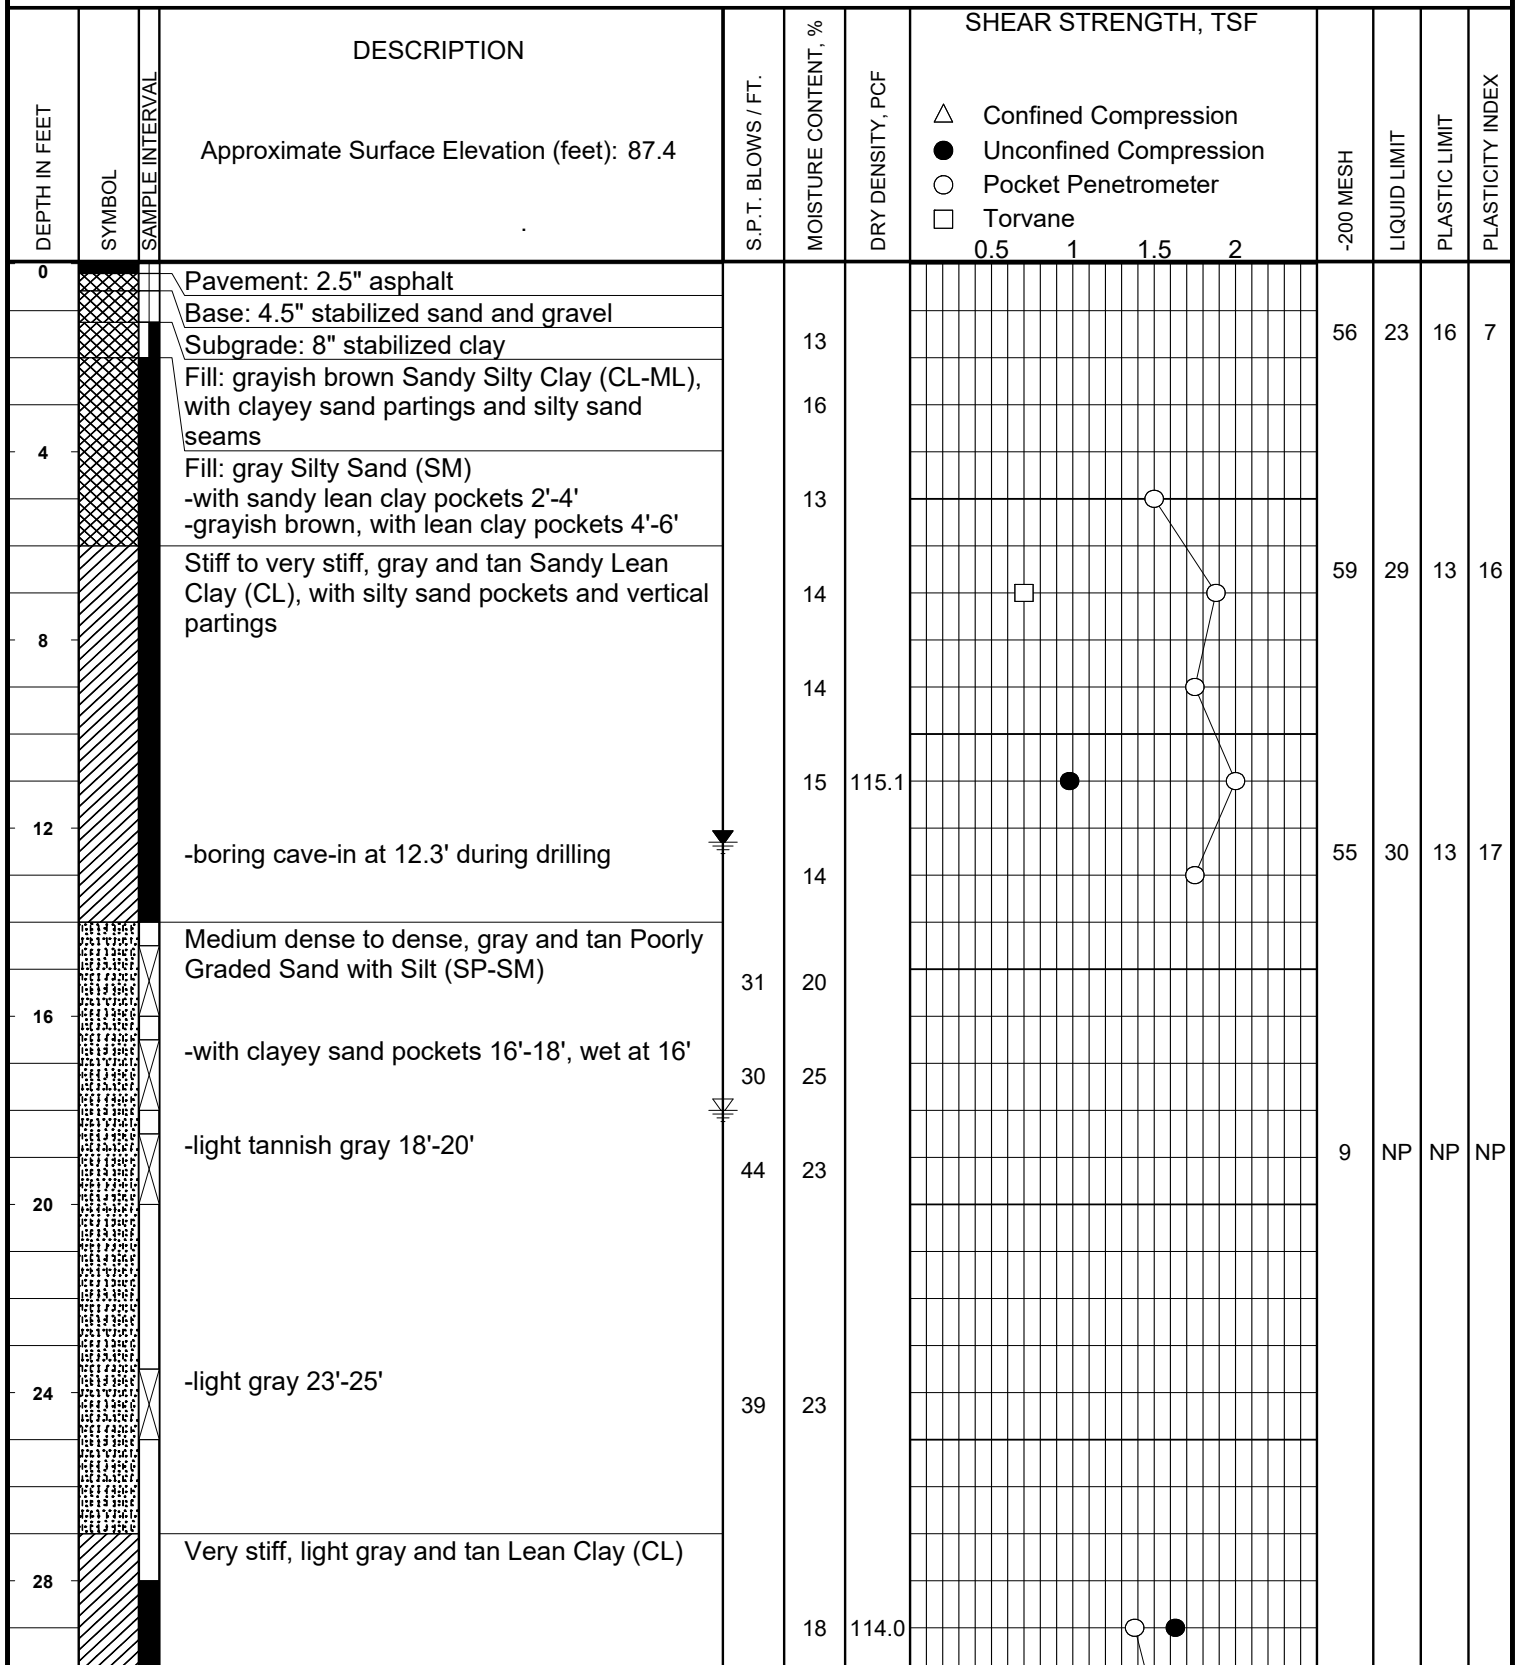 DEPTH IN FEET
SYMBOL
SAMPLE INTERVAL
DESCRIPTION
Approximate Surface Elevation (feet): 87.4
.
S.P.T. BLOWS / FT.
MOISTURE CONTENT, %
DRY DENSITY, PCF
SHEAR STRENGTH, TSF
Confined Compression
Unconfined Compression
Pocket Penetrometer
Torvane
0.5 1 1.5 2
-200 MESH
LIQUID LIMIT
PLASTIC LIMIT
PLASTICITY INDEX
0
Pavement: 2.5" asphalt
Base: 4.5" stabilized sand and gravel
Subgrade: 8" stabilized clay
13 56 23 16 7
Fill: grayish brown Sandy Silty Clay (CL-ML),
with clayey sand partings and silty sand
16
seams
4
Fill: gray Silty Sand (SM)
-with sandy lean clay pockets 2'-4'
13
-grayish brown, with lean clay pockets 4'-6'
Stiff to very stiff, gray and tan Sandy Lean
59 29 13 16
Clay (CL), with silty sand pockets and vertical
14
partings
8
14
15 115.1
12
-boring cave-in at 12.3' during drilling
55 30 13 17
14
Medium dense to dense, gray and tan Poorly
Graded Sand with Silt (SP-SM)
31 20
16
-with clayey sand pockets 16'-18', wet at 16'
30 25
-light tannish gray 18'-20'
9 NP NP NP
44 23
20
-light gray 23'-25'
24
39 23
Very stiff, light gray and tan Lean Clay (CL)
28
18 114.0